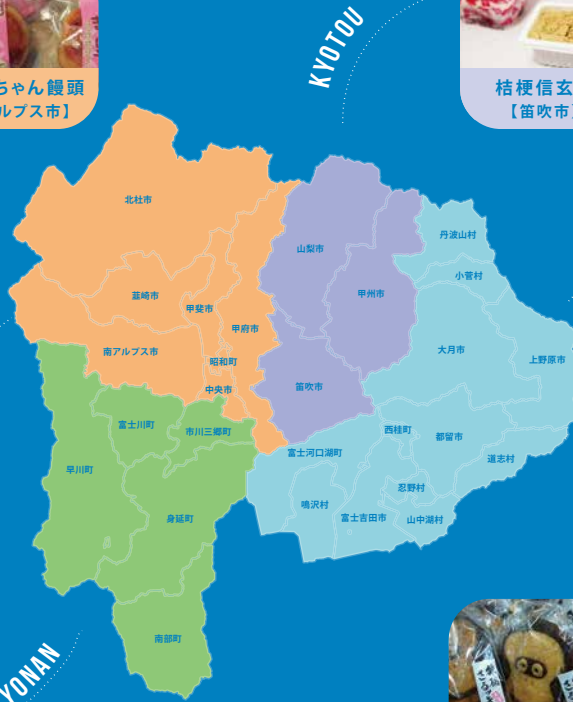 KYOTOU
ちゃん饅頭
ルプス市】
桔梗信玄
【笛吹市】
北杜市
山梨市
丹波山村
小菅村
韮崎市
甲斐市
甲州市
甲府市
南アルプス市
昭和町
大月市
上野原市
中央市
笛吹市
富士川町
市川三郷町
西桂町
都留市
富士河口湖町
道志村
早川町
忍野村
鳴沢村
富士吉田市
山中湖村
身延町
南部町
YONAN